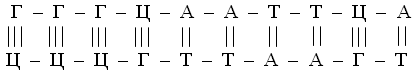 Г – Г – Г – Ц – А – А – Т – Т – Ц – А
||| ||| ||| ||| || || || || ||| ||
Ц – Ц – Ц – Г – Т – Т – А – А – Г – Т